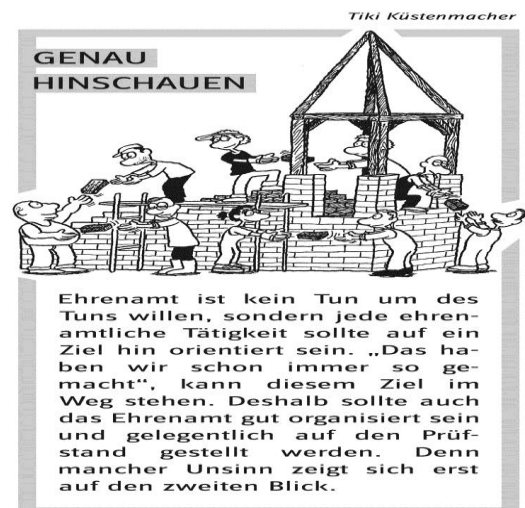 Tiki Küstenmacher
GENAU
HINSCHAUEN
Ehrenamt ist kein Tun um des
Tuns willen, sondern jede ehren-
amtliche Tätigkeit sollte auf ein
Ziel hin orientiert sein. „Das ha-
ben wir schon immer so ge-
macht“, kann diesem Ziel im
Weg stehen. Deshalb sollte auch
das Ehrenamt gut organisiert sein
und gelegentlich auf den Prüf-
stand gestellt werden. Denn
mancher Unsinn zeigt sich erst
auf den zweiten Blick.